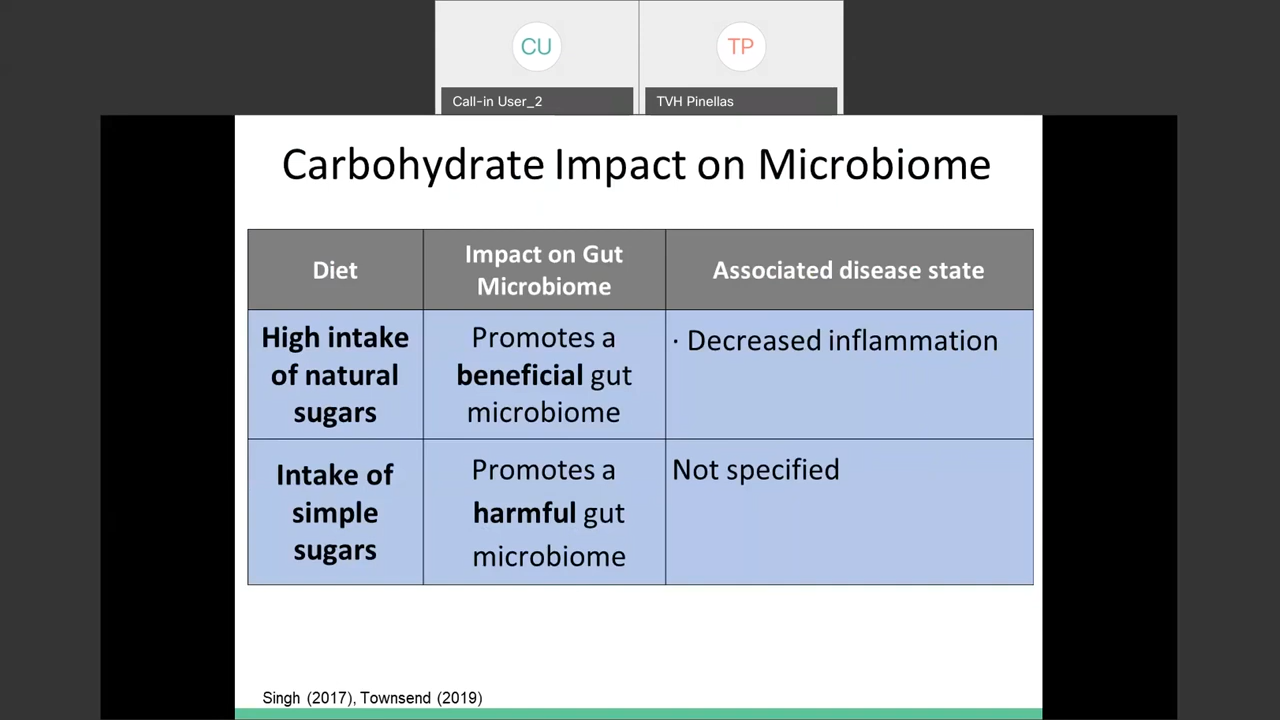 CU
TP
Call-in User_2
TVH Pinellas
Carbohydrate Impact on Microbiome
Diet
Impact on Gut
Microbiome
Associated disease state
High intake
of natural
sugars
Promotes a
beneficial gut
microbiome
· Decreased inflammation
Intake of
simple
sugars
Promotes a
harmful gut
microbiome
Not specified
Singh (2017), Townsend (2019)